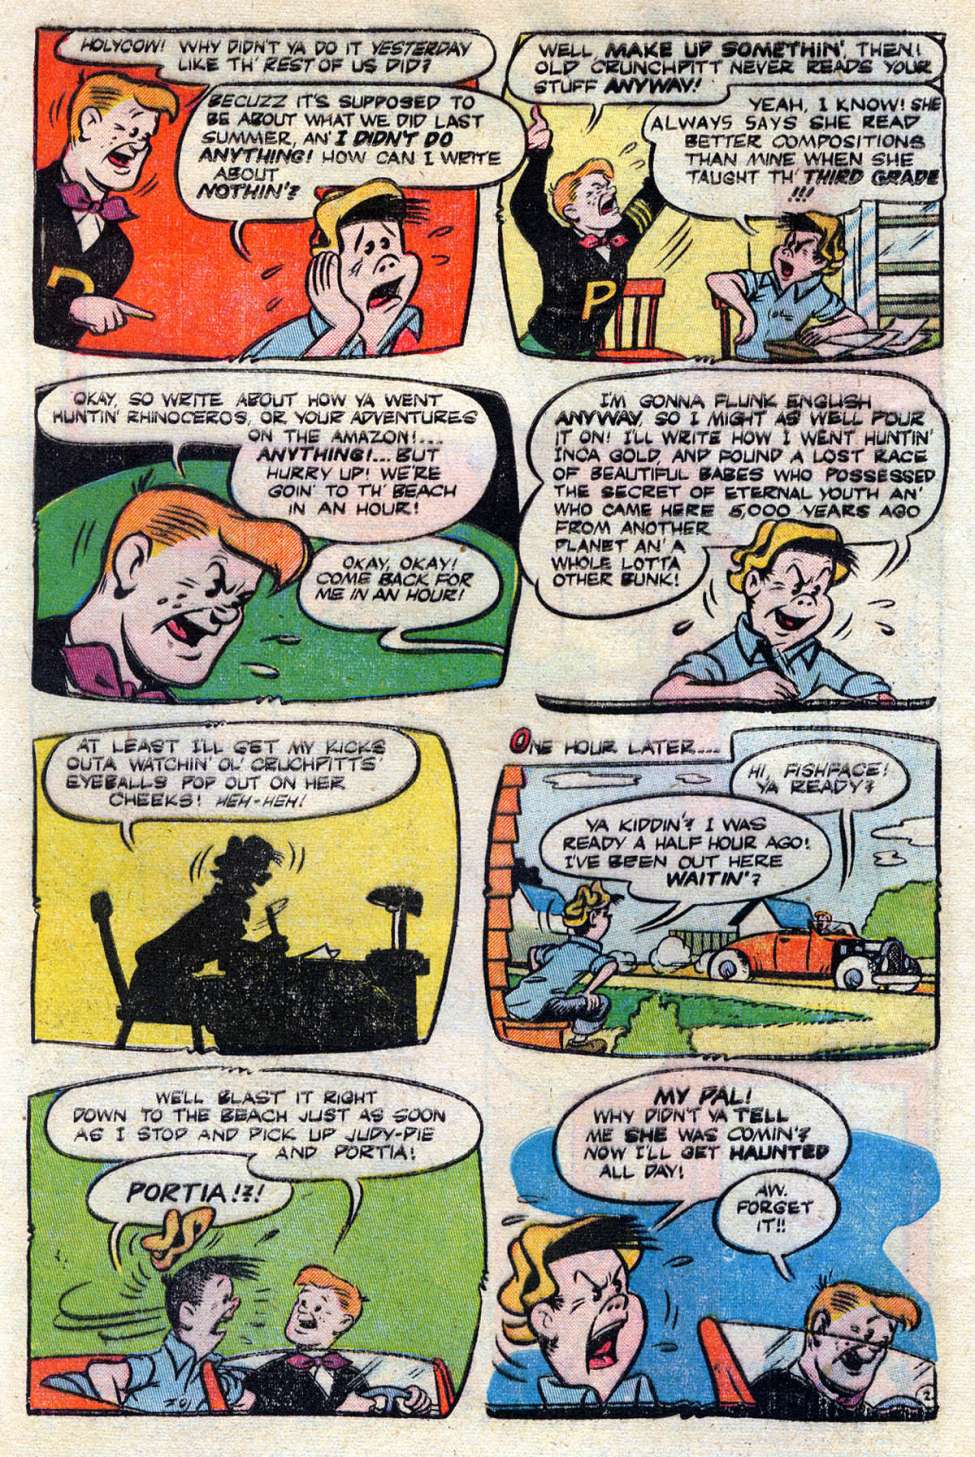 HOLYCOW! WHY DIDN'T YA DO IT YESTERDAY
LIKE TH' REST OF US DID?
BECUZZ IT'S SUPPOSED TO
BE ABOUT WHAT WE DID LAST
SUMMER, AN' I DIDN'T DO
ANYTHING! HOW CAN I WRITE
ABOUT
NOTHIN'?
WELL, MAKE UP SOMETHIN', THEN!
OLD CRUNCHPITT NEVER READS YOUR
STUFF ANYWAY!
YEAH, I KNOW! SHE
ALWAYS SAYS SHE READ
BETTER COMPOSITIONS
THAN MINE WHEN SHE
TAUGHT TH' THIRD GRADE
!!!
P
P
OKAY, SO WRITE ABOUT HOW YA WENT
HUNTIN' RHINOCEROS, OR YOUR ADVENTURES
ON THE AMAZON!...
ANYTHING!... BUT
HURRY UP! WE'RE
GOIN' TO TH' BEACH
IN AN HOUR!
OKAY, OKAY!
COME BACK FOR
ME IN AN HOUR!
I'M GONNA FLUNK ENGLISH
ANYWAY, SO I MIGHT AS WELL POUR
IT ON! I'LL WRITE HOW I WENT HUNTIN'
INCA GOLD, AND FOUND A LOST RACE
OF BEAUTIFUL BABES WHO POSSESSED
THE SECRET OF ETERNAL YOUTH AN'
WHO CAME HERE 5,000 YEARS AGO
FROM ANOTHER
PLANET AN' A
WHOLE LOTTA
OTHER BUNK!
AT LEAST I'LL GET MY KICKS
OUTA WATCHIN' OL' CRUCHPITTS'
EYEBALLS POP OUT ON HER
CHEEKS! HEH-HEH!
ONE HOUR LATER...
HI, FISHFACE!
YA READY?
YA KIDDIN'? I WAS
READY A HALF HOUR AGO!
I'VE BEEN OUT HERE
WAITIN'?
WE'LL BLAST IT RIGHT
DOWN TO THE BEACH JUST AS SOON
AS I STOP AND PICK UP JUDY-PIE
AND PORTIA!
PORTIA!?!
MY PAL!
WHY DIDN'T YA TELL
ME SHE WAS COMIN'?
NOW I'LL GET HAUNTED
ALL DAY!
AW.
FORGET
IT!!
2